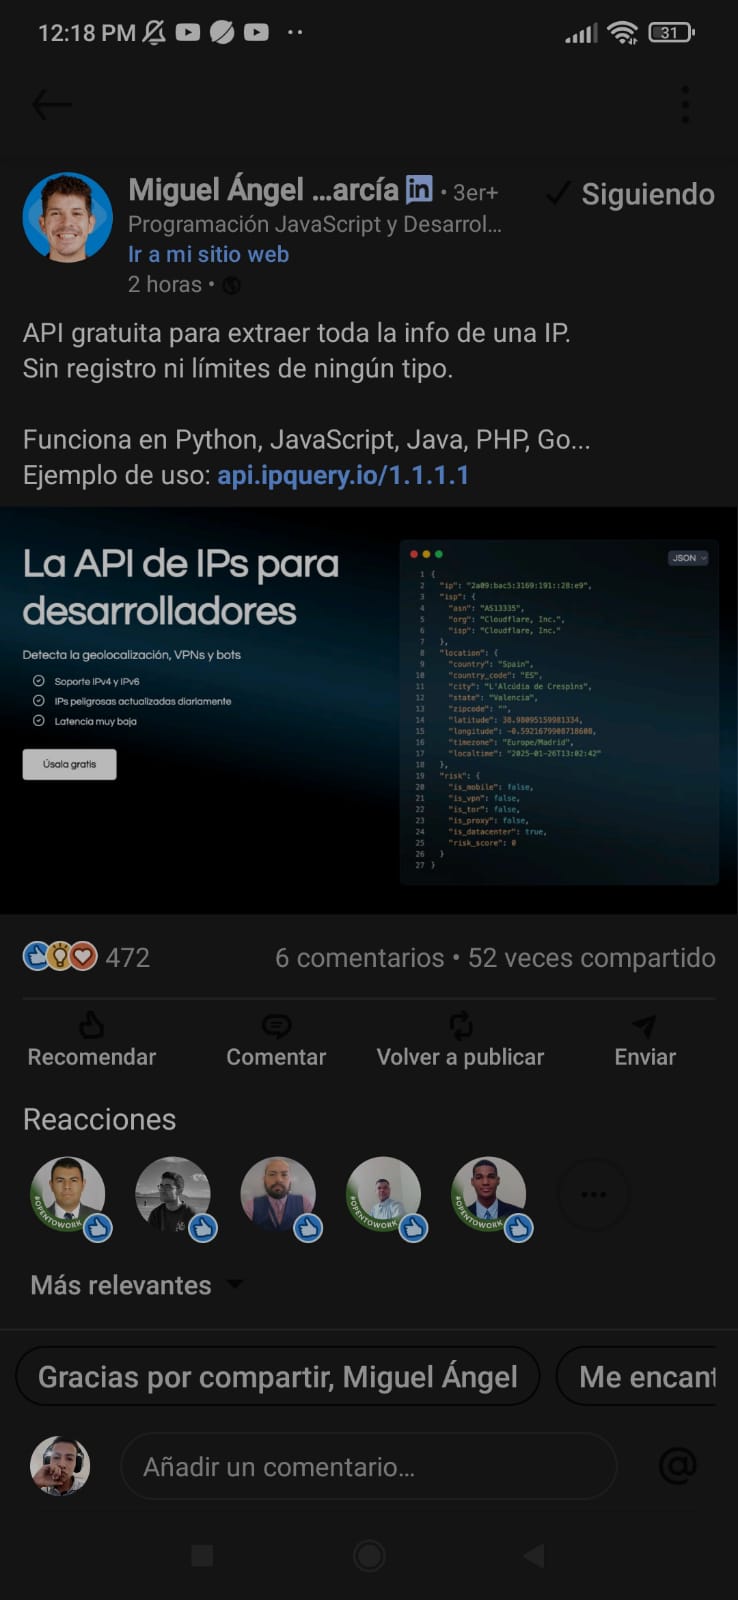 12:18 PM
31
Miguel Ángel ...arcía in • 3er+
Siguiendo
Programación JavaScript y Desarrol...
Ir a mi sitio web
2 horas •
API gratuita para extraer toda la info de una IP.
Sin registro ni límites de ningún tipo.
Funciona en Python, JavaScript, Java, PHP, Go...
Ejemplo de uso: api.ipquery.io/1.1.1.1
La API de IPs para
desarrolladores
Detecta la geolocalización, VPNs y bots
Soporte IPv4 y IPv6
IPs peligrosas actualizadas diariamente
Latencia muy baja
Úsala gratis
JSON
1 {
2 "ip": "2a09:bac5:3169:191::28:e9",
3 "isp": {
4 "asn": "AS13335",
5 "org": "Cloudflare, Inc.",
6 "isp": "Cloudflare, Inc."
7 },
8 "location": {
9 "country": "Spain",
10 "country_code": "ES",
11 "city": "L'Alcúdia de Crespins",
12 "state": "Valencia",
13 "zipcode": "",
14 "latitude": 38.98095159981334,
15 "longitude": -0.5921679908718608,
16 "timezone": "Europe/Madrid",
17 "localtime": "2025-01-26T13:02:42"
18 },
19 "risk": {
20 "is_mobile": false,
21 "is_vpn": false,
22 "is_tor": false,
23 "is_proxy": false,
24 "is_datacenter": true,
25 "risk_score": 0
26 }
27 }
472
6 comentarios • 52 veces compartido
Recomendar
Comentar
Volver a publicar
Enviar
Reacciones
#OPENTOWORK
#OPENTOWORK
#OPENTOWORK
Más relevantes
Gracias por compartir, Miguel Ángel
Me encant
Añadir un comentario...
@